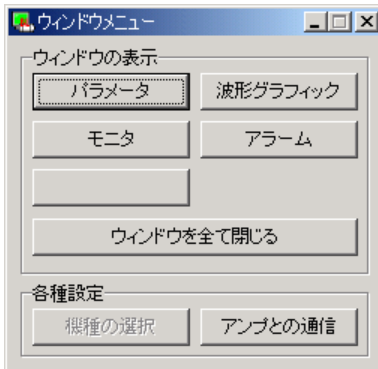 ウィンドウメニュー
ウィンドウの表示
パラメータ 波形グラフィック
モニタ アラーム
ウィンドウを全て閉じる
各種設定
機種の選択 アンプとの通信